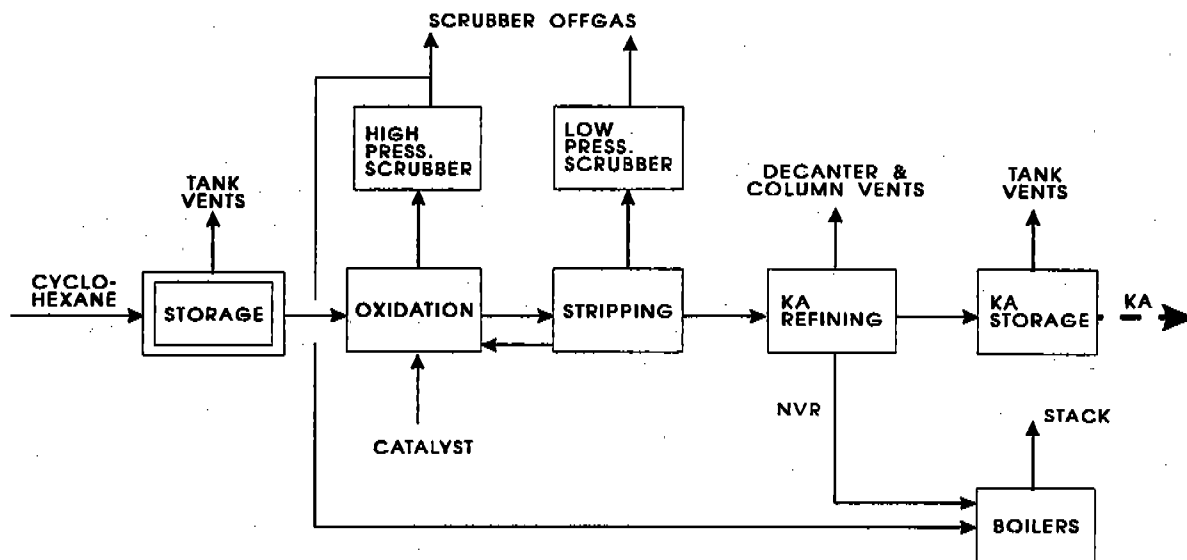 SCRUBBER OFFGAS
HIGH
PRESS.
SCRUBBER
LOW
PRESS.
SCRUBBER
TANK
VENTS
DECANTER &
COLUMN VENTS
TANK
VENTS
CYCLO-
HEXANE
STORAGE
OXIDATION
STRIPPING
KA
REFINING
KA
STORAGE
KA
CATALYST
NVR
STACK
BOILERS